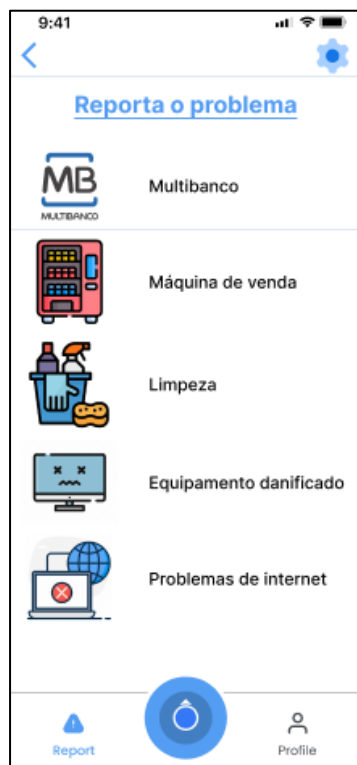 9:41
Reporta o problema
MB
MULTIBANCO
Multibanco
Máquina de venda
Limpeza
Equipamento danificado
Problemas de internet
Report
Profile